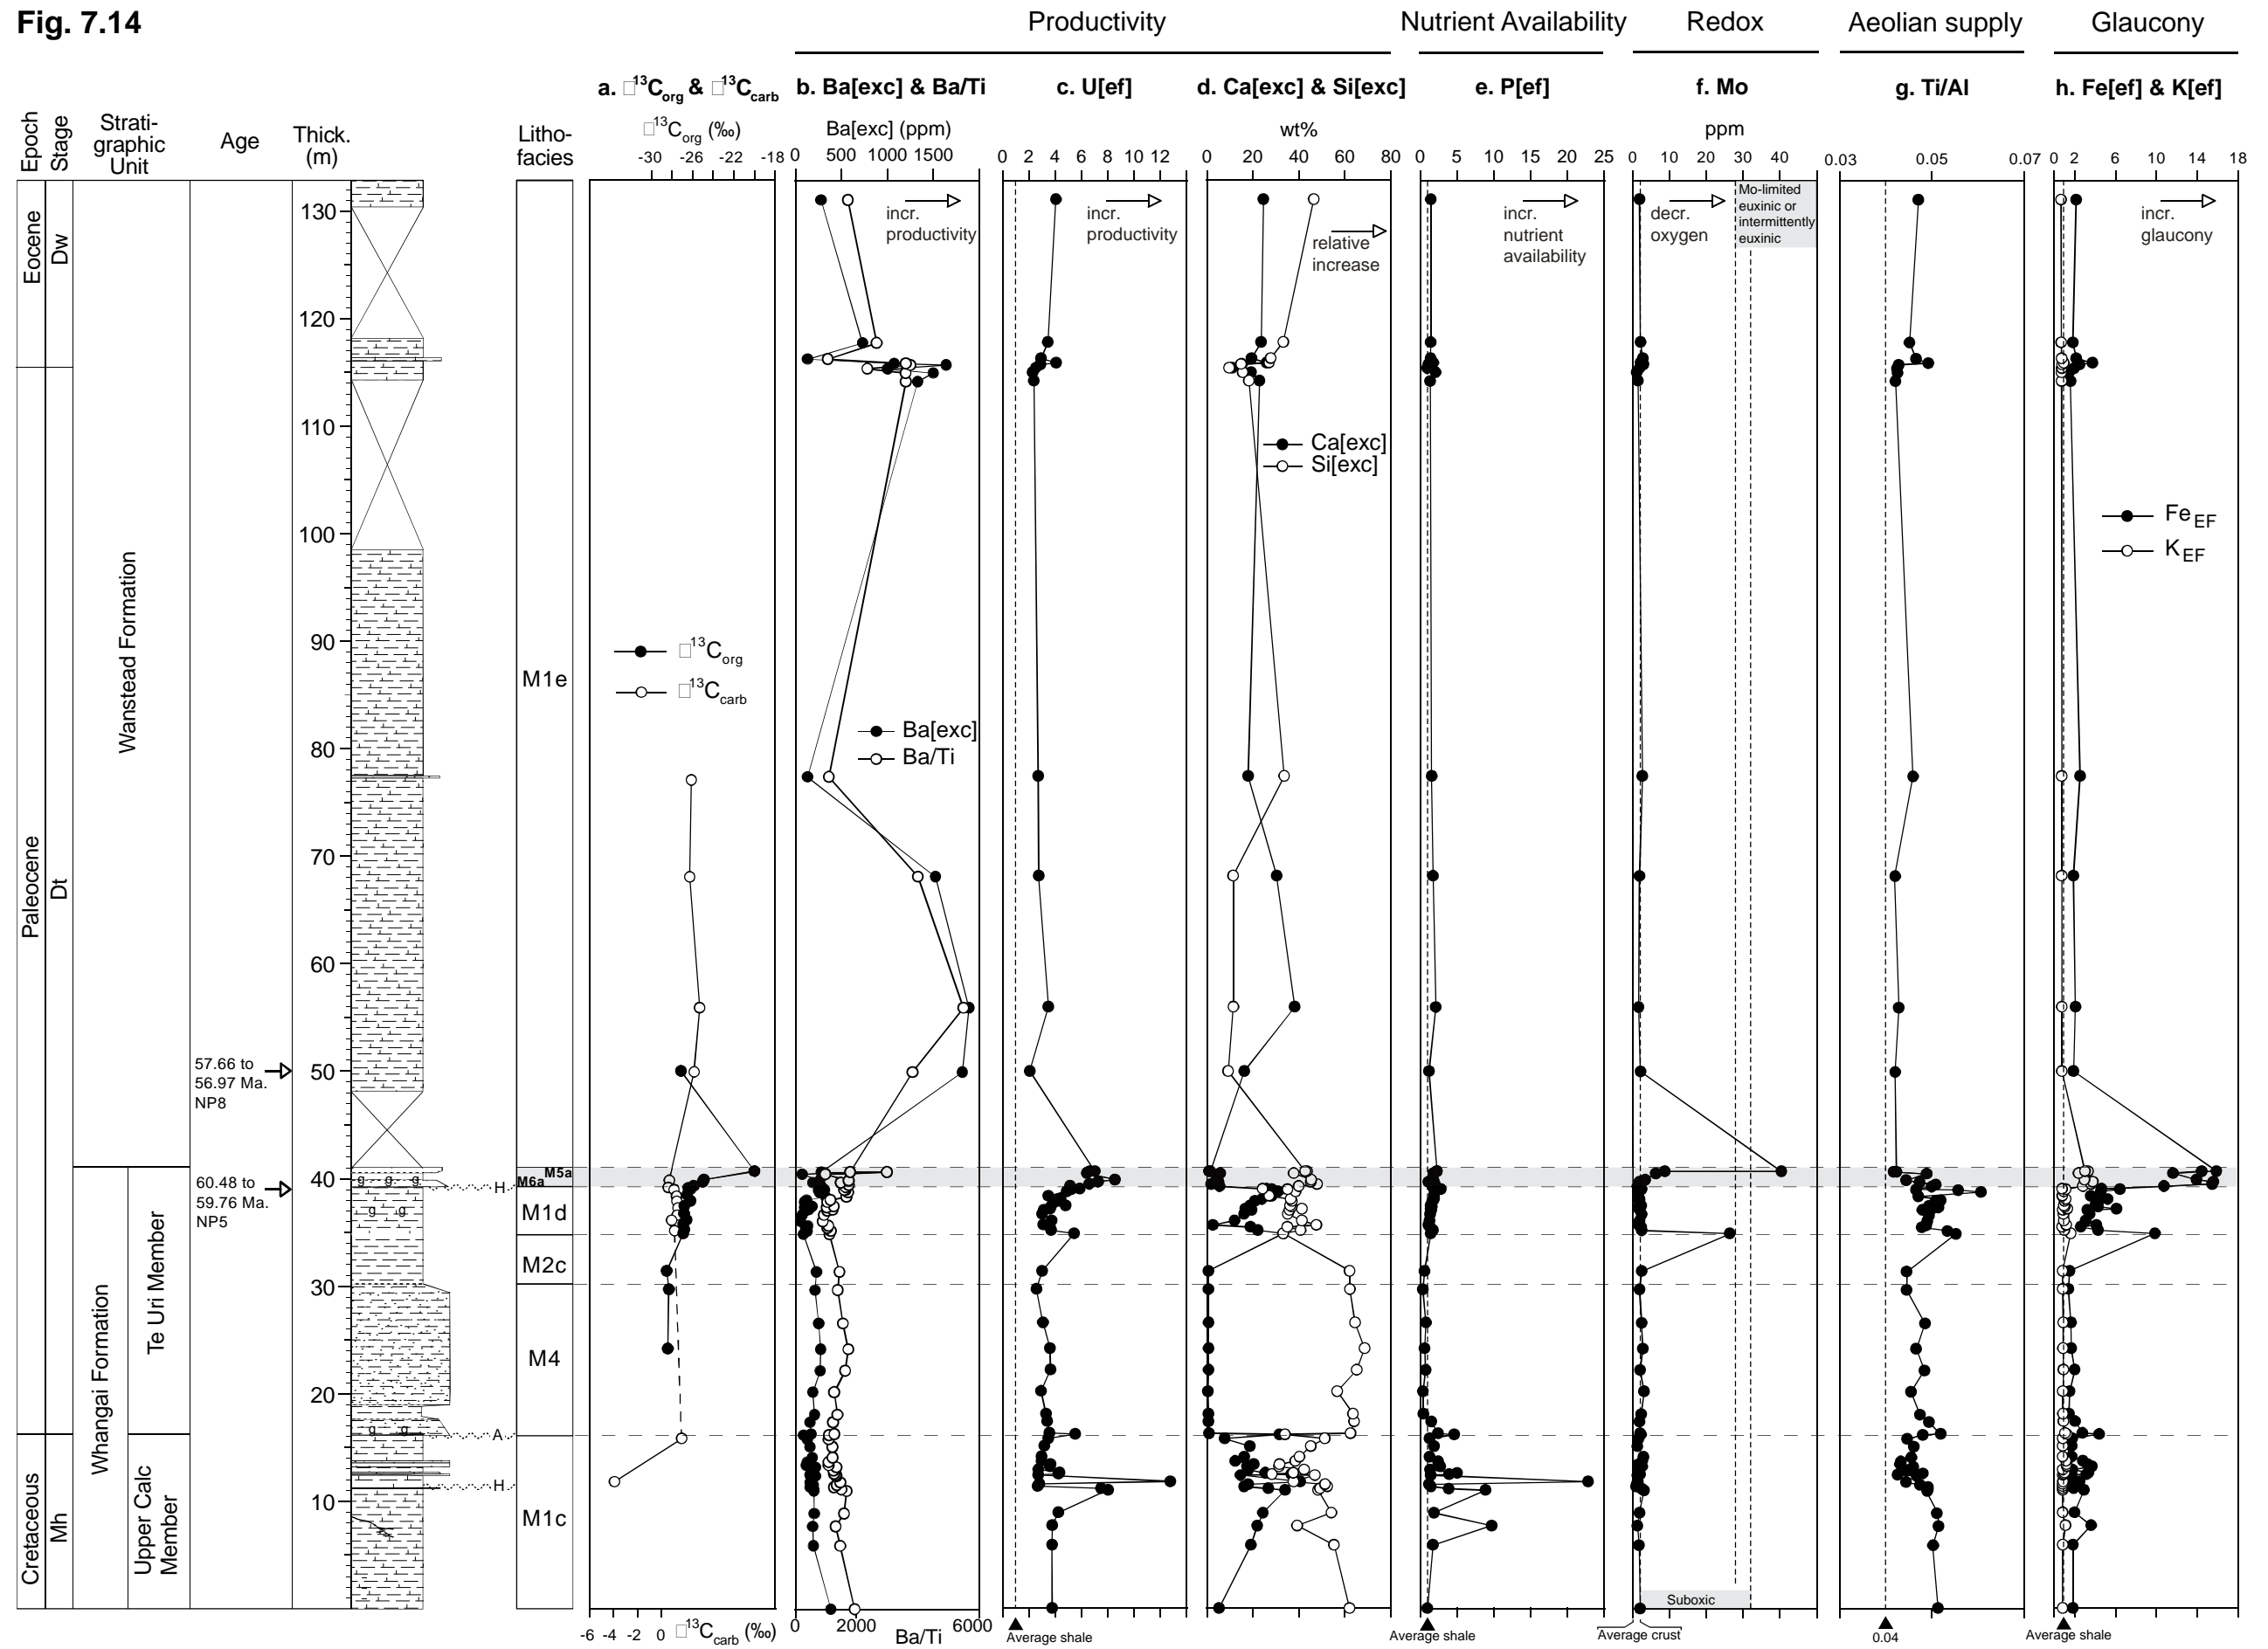 Fig. 7.14
Productivity
Nutrient Availability
Redox
Aeolian supply
Glaucony
a. □13Corg & □13Ccarb
b. Ba[exc] & Ba/Ti
c. U[ef]
d. Ca[exc] & Si[exc]
e. P[ef]
f. Mo
g. Ti/Al
h. Fe[ef] & K[ef]
Epoch
Stage
Strati-
graphic
Unit
Age
Thick.
(m)
Litho-
facies
□13Corg (‰)
-30 -26 -22 -18
Ba[exc] (ppm)
0 500 1000 1500
0 2 4 6 8 10 12
wt%
0 20 40 60 80
0 5 10 15 20 25
ppm
0 10 20 30 40
0.03 0.05 0.07
0 2 6 10 14 18
incr.
productivity
incr.
productivity
relative
increase
incr.
nutrient
availability
decr.
oxygen
Mo-limited
euxinic or
intermittently
euxinic
incr.
glaucony
Eocene
Dw
Paleocene
Dt
Cretaceous
Mh
Wanstead Formation
Whangai Formation
Te Uri Member
Upper Calc
Member
57.66 to
56.97 Ma.
NP8
60.48 to
59.76 Ma.
NP5
130
120
110
100
90
80
70
60
50
40
30
20
10
g g g
g g
g g
H
A
H
M1e
M5a
M6a
M1d
M2c
M4
M1c
□13Corg
□13Ccarb
Ba[exc]
Ba/Ti
Ca[exc]
Si[exc]
FeEF
KEF
Suboxic
-6 -4 -2 0 □13Ccarb (‰)
0 2000 6000
Ba/Ti
Average shale
Average shale
Average crust
0.04
Average shale